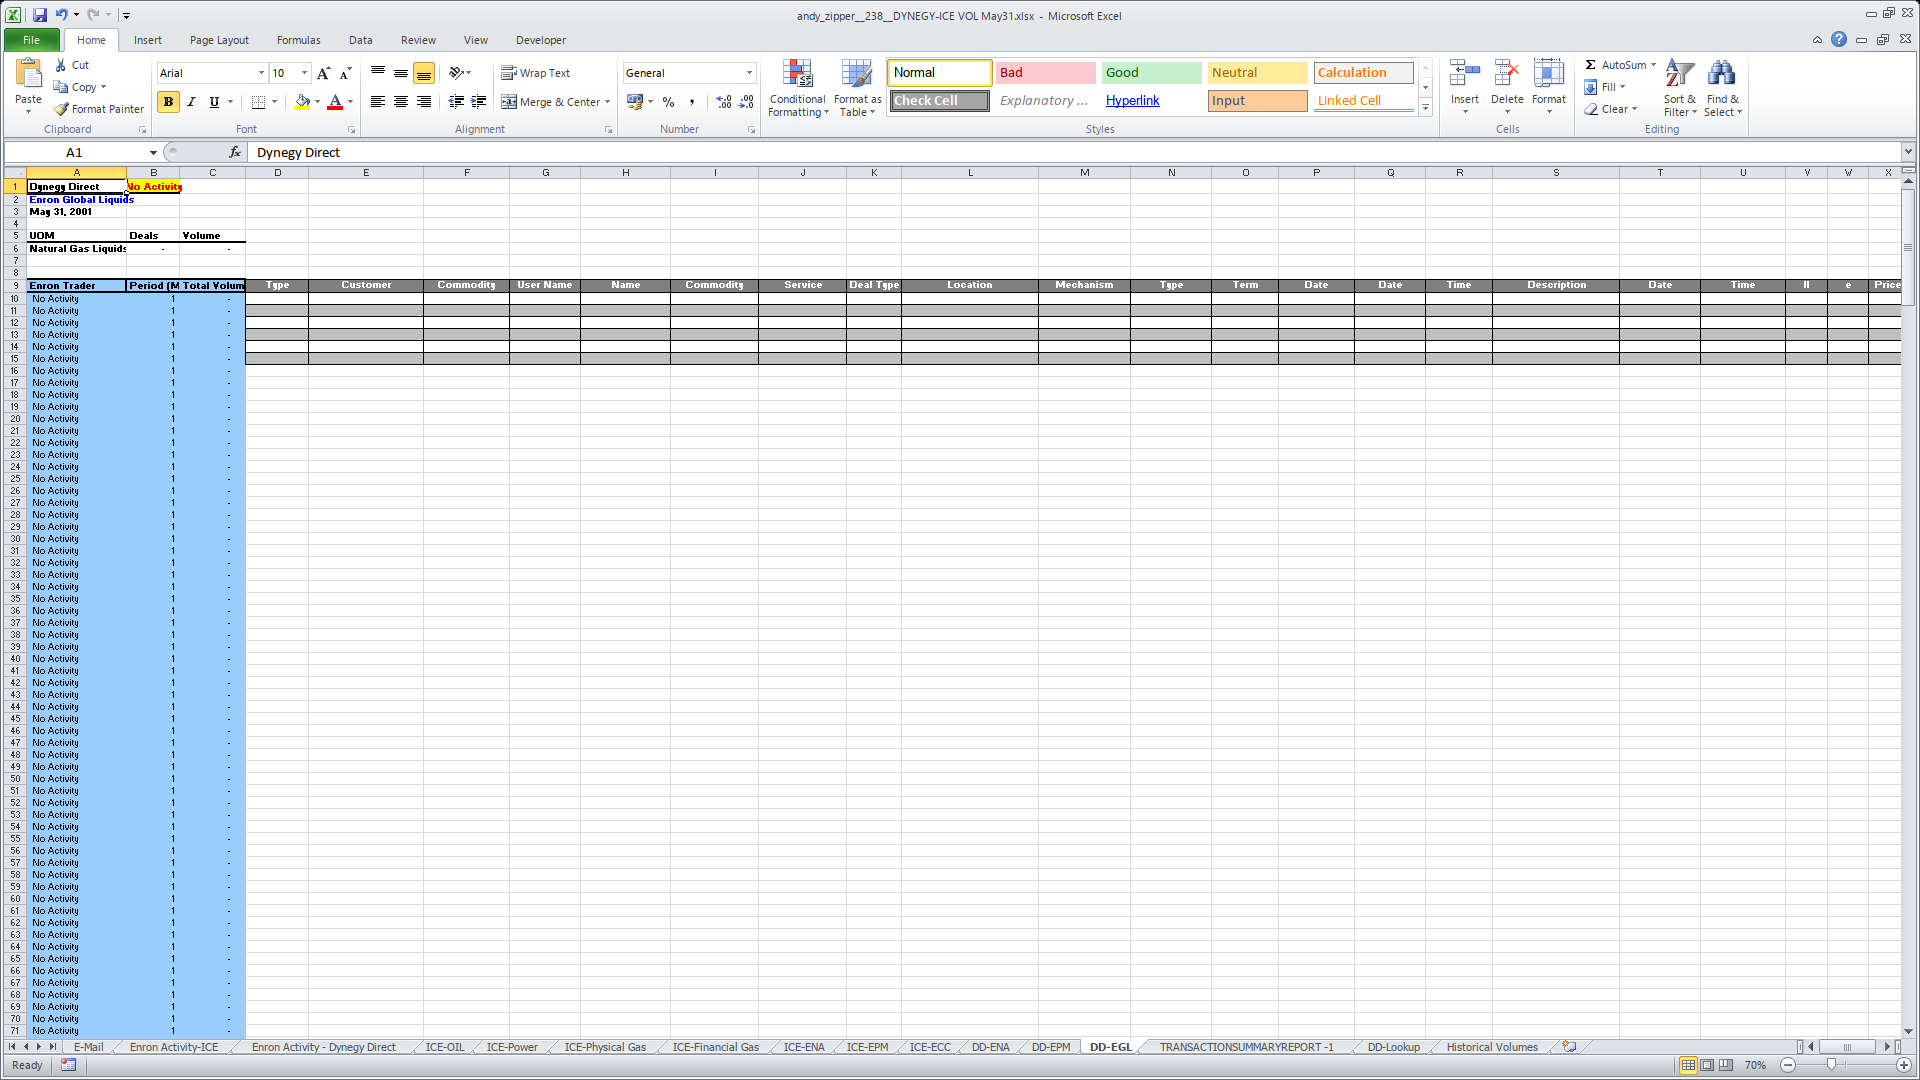 andy_zipper__238__DYNEGY-ICE VOL May31.xlsx - Microsoft Excel
File Home Insert Page Layout Formulas Data Review View Developer
Paste Cut Copy Format Painter Clipboard
Arial 10 B I U A Font
Wrap Text Merge & Center Alignment
General % , Number
Conditional Formatting Format as Table
Normal Bad Good Neutral Calculation
Check Cell Explanatory ... Hyperlink Input Linked Cell
Styles
Insert Delete Format Cells
AutoSum Fill Clear Sort & Filter Find & Select Editing
A1 fx Dynegy Direct
A B C D E F G H I J K L M N O P Q R S T U V W X
1 Dynegy Direct No Activity
2 Enron Global Liquids
3 May 31, 2001
4
5 UOM Deals Volume
6 Natural Gas Liquids - -
7
8
9 Enron Trader Period (M Total Volum Type Customer Commodity User Name Name Commodity Service Deal Type Location Mechanism Type Term Date Date Time Description Date Time ll e Price
10 No Activity 1 -
11 No Activity 1 -
12 No Activity 1 -
13 No Activity 1 -
14 No Activity 1 -
15 No Activity 1 -
16 No Activity 1 -
17 No Activity 1 -
18 No Activity 1 -
19 No Activity 1 -
20 No Activity 1 -
21 No Activity 1 -
22 No Activity 1 -
23 No Activity 1 -
24 No Activity 1 -
25 No Activity 1 -
26 No Activity 1 -
27 No Activity 1 -
28 No Activity 1 -
29 No Activity 1 -
30 No Activity 1 -
31 No Activity 1 -
32 No Activity 1 -
33 No Activity 1 -
34 No Activity 1 -
35 No Activity 1 -
36 No Activity 1 -
37 No Activity 1 -
38 No Activity 1 -
39 No Activity 1 -
40 No Activity 1 -
41 No Activity 1 -
42 No Activity 1 -
43 No Activity 1 -
44 No Activity 1 -
45 No Activity 1 -
46 No Activity 1 -
47 No Activity 1 -
48 No Activity 1 -
49 No Activity 1 -
50 No Activity 1 -
51 No Activity 1 -
52 No Activity 1 -
53 No Activity 1 -
54 No Activity 1 -
55 No Activity 1 -
56 No Activity 1 -
57 No Activity 1 -
58 No Activity 1 -
59 No Activity 1 -
60 No Activity 1 -
61 No Activity 1 -
62 No Activity 1 -
63 No Activity 1 -
64 No Activity 1 -
65 No Activity 1 -
66 No Activity 1 -
67 No Activity 1 -
68 No Activity 1 -
69 No Activity 1 -
70 No Activity 1 -
71 No Activity 1 -
E-Mail Enron Activity-ICE Enron Activity - Dynegy Direct ICE-OIL ICE-Power ICE-Physical Gas ICE-Financial Gas ICE-ENA ICE-EPM ICE-ECC DD-ENA DD-EPM DD-EGL TRANSACTIONSUMMARYREPORT -1 DD-Lookup Historical Volumes
Ready 70%